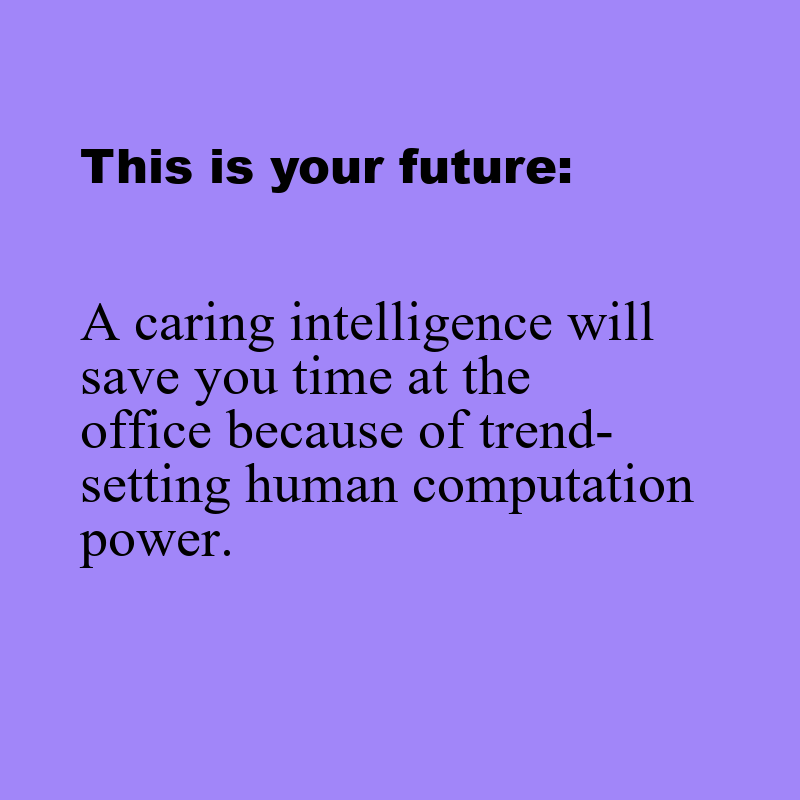 This is your future:
A caring intelligence will
save you time at the
office because of trend-
setting human computation
power.